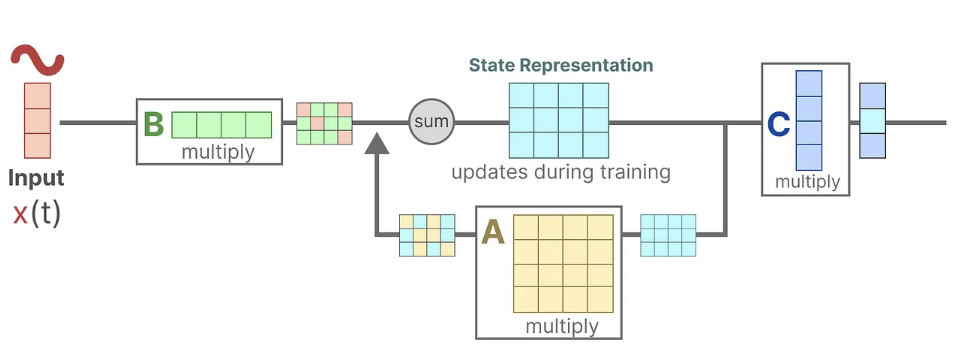 State Representation
B
multiply
sum
C
multiply
updates during training
Input
x(t)
A
multiply